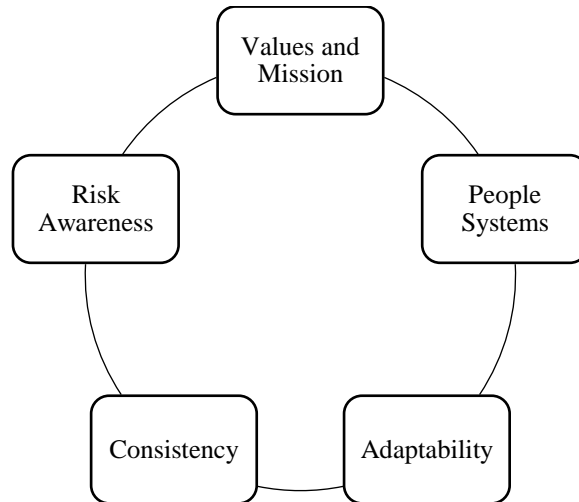 Values and
Mission
People
Systems
Adaptability
Consistency
Risk
Awareness